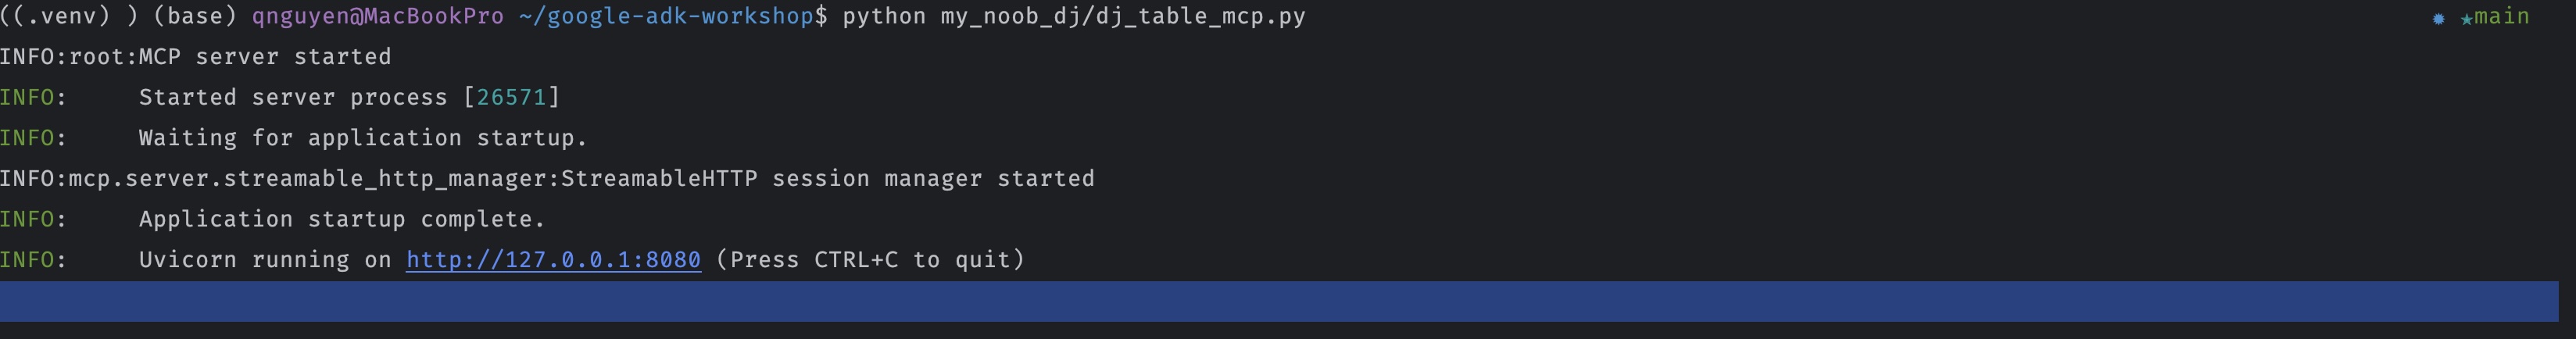 ((.venv) ) (base) qnguyen@MacBookPro ~/google-adk-workshop$ python my_noob_dj/dj_table_mcp.py ✹ ★main
INFO:root:MCP server started
INFO:     Started server process [26571]
INFO:     Waiting for application startup.
INFO:mcp.server.streamable_http_manager:StreamableHTTP session manager started
INFO:     Application startup complete.
INFO:     Uvicorn running on http://127.0.0.1:8080 (Press CTRL+C to quit)